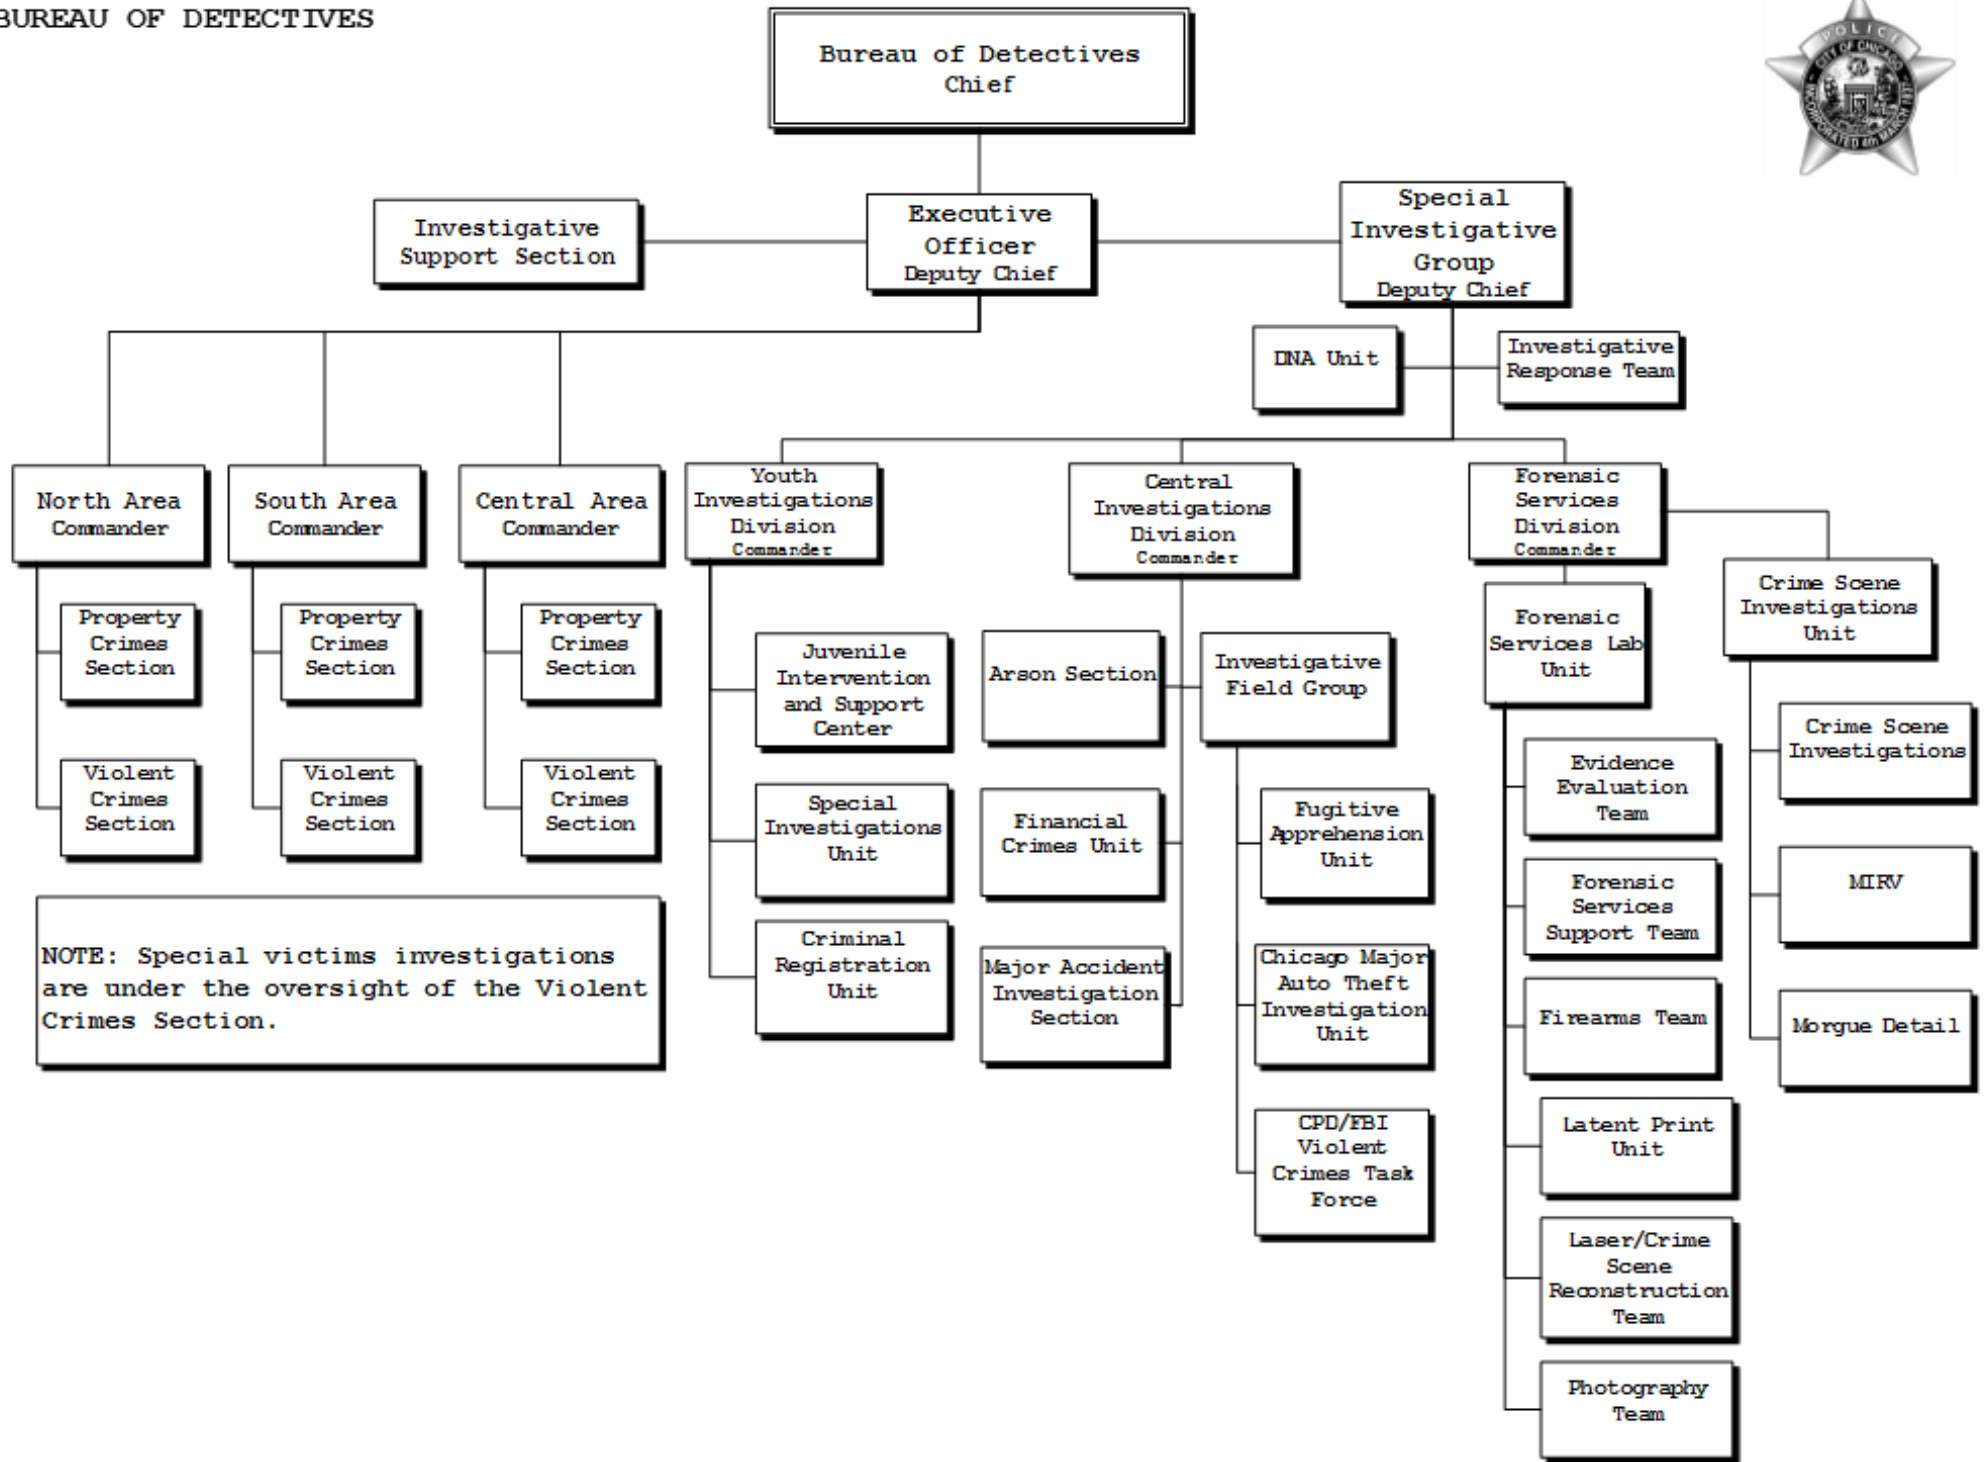 BUREAU OF DETECTIVES
Bureau of Detectives
Chief
POLICE
CITY OF CHICAGO
INCORPORATED 4th MARCH
Investigative
Support Section
Executive
Officer
Deputy Chief
Special
Investigative
Group
Deputy Chief
DNA Unit
Investigative
Response Team
North Area
Commander
South Area
Commander
Central Area
Commander
Youth
Investigations
Division
Commander
Central
Investigations
Division
Commander
Forensic
Services
Division
Commander
Property
Crimes
Section
Violent
Crimes
Section
Property
Crimes
Section
Violent
Crimes
Section
Property
Crimes
Section
Violent
Crimes
Section
Juvenile
Intervention
and Support
Center
Special
Investigations
Unit
Criminal
Registration
Unit
Arson Section
Financial
Crimes Unit
Major Accident
Investigation
Section
Investigative
Field Group
Fugitive
Apprehension
Unit
Chicago Major
Auto Theft
Investigation
Unit
CPD/FBI
Violent
Crimes Task
Force
Forensic
Services Lab
Unit
Evidence
Evaluation
Team
Forensic
Services
Support Team
Firearms Team
Latent Print
Unit
Laser/Crime
Scene
Reconstruction
Team
Photography
Team
Crime Scene
Investigations
Unit
Crime Scene
Investigations
MIRV
Morgue Detail
NOTE: Special victims investigations
are under the oversight of the Violent
Crimes Section.